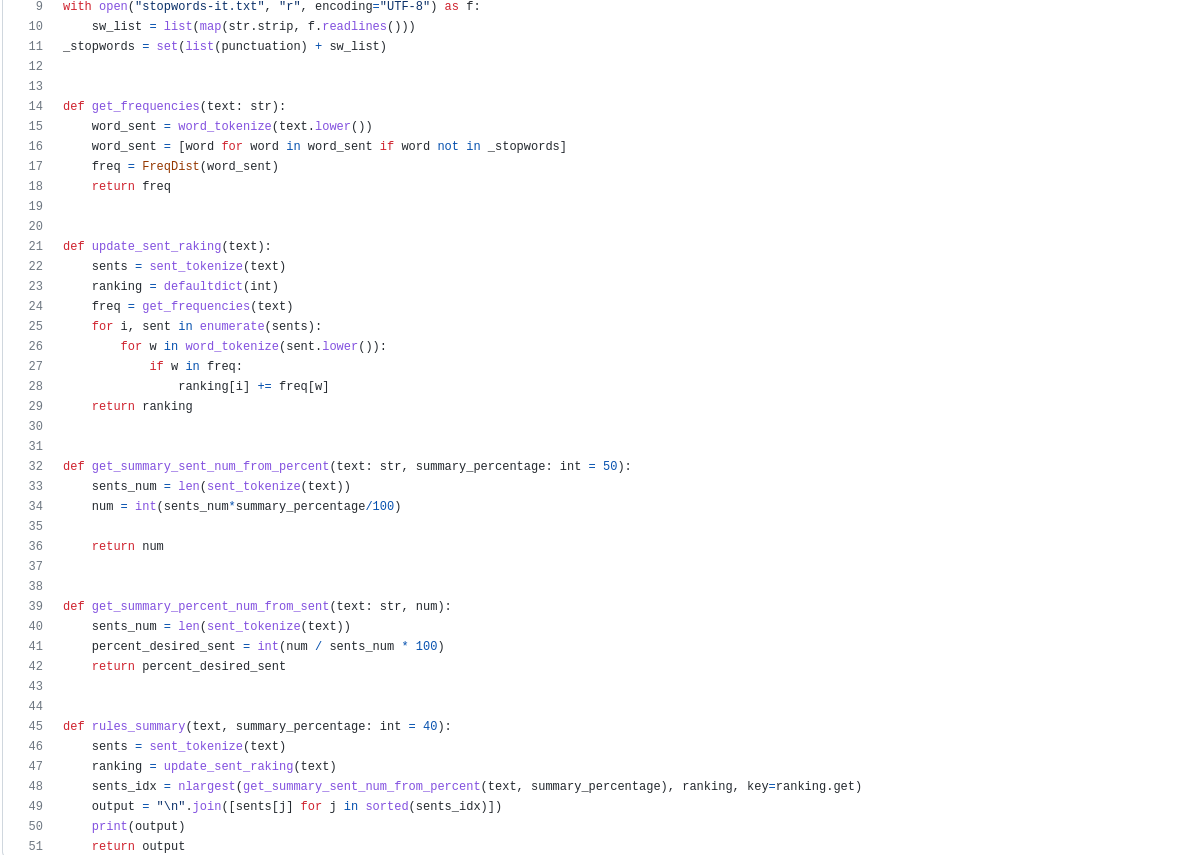 9 with open("stopwords-it.txt", "r", encoding="UTF-8") as f:
10     sw_list = list(map(str.strip, f.readlines()))
11 _stopwords = set(list(punctuation) + sw_list)
12
13
14 def get_frequencies(text: str):
15     word_sent = word_tokenize(text.lower())
16     word_sent = [word for word in word_sent if word not in _stopwords]
17     freq = FreqDist(word_sent)
18     return freq
19
20
21 def update_sent_raking(text):
22     sents = sent_tokenize(text)
23     ranking = defaultdict(int)
24     freq = get_frequencies(text)
25     for i, sent in enumerate(sents):
26         for w in word_tokenize(sent.lower()):
27             if w in freq:
28                 ranking[i] += freq[w]
29     return ranking
30
31
32 def get_summary_sent_num_from_percent(text: str, summary_percentage: int = 50):
33     sents_num = len(sent_tokenize(text))
34     num = int(sents_num*summary_percentage/100)
35
36     return num
37
38
39 def get_summary_percent_num_from_sent(text: str, num):
40     sents_num = len(sent_tokenize(text))
41     percent_desired_sent = int(num / sents_num * 100)
42     return percent_desired_sent
43
44
45 def rules_summary(text, summary_percentage: int = 40):
46     sents = sent_tokenize(text)
47     ranking = update_sent_raking(text)
48     sents_idx = nlargest(get_summary_sent_num_from_percent(text, summary_percentage), ranking, key=ranking.get)
49     output = "\n".join([sents[j] for j in sorted(sents_idx)])
50     print(output)
51     return output